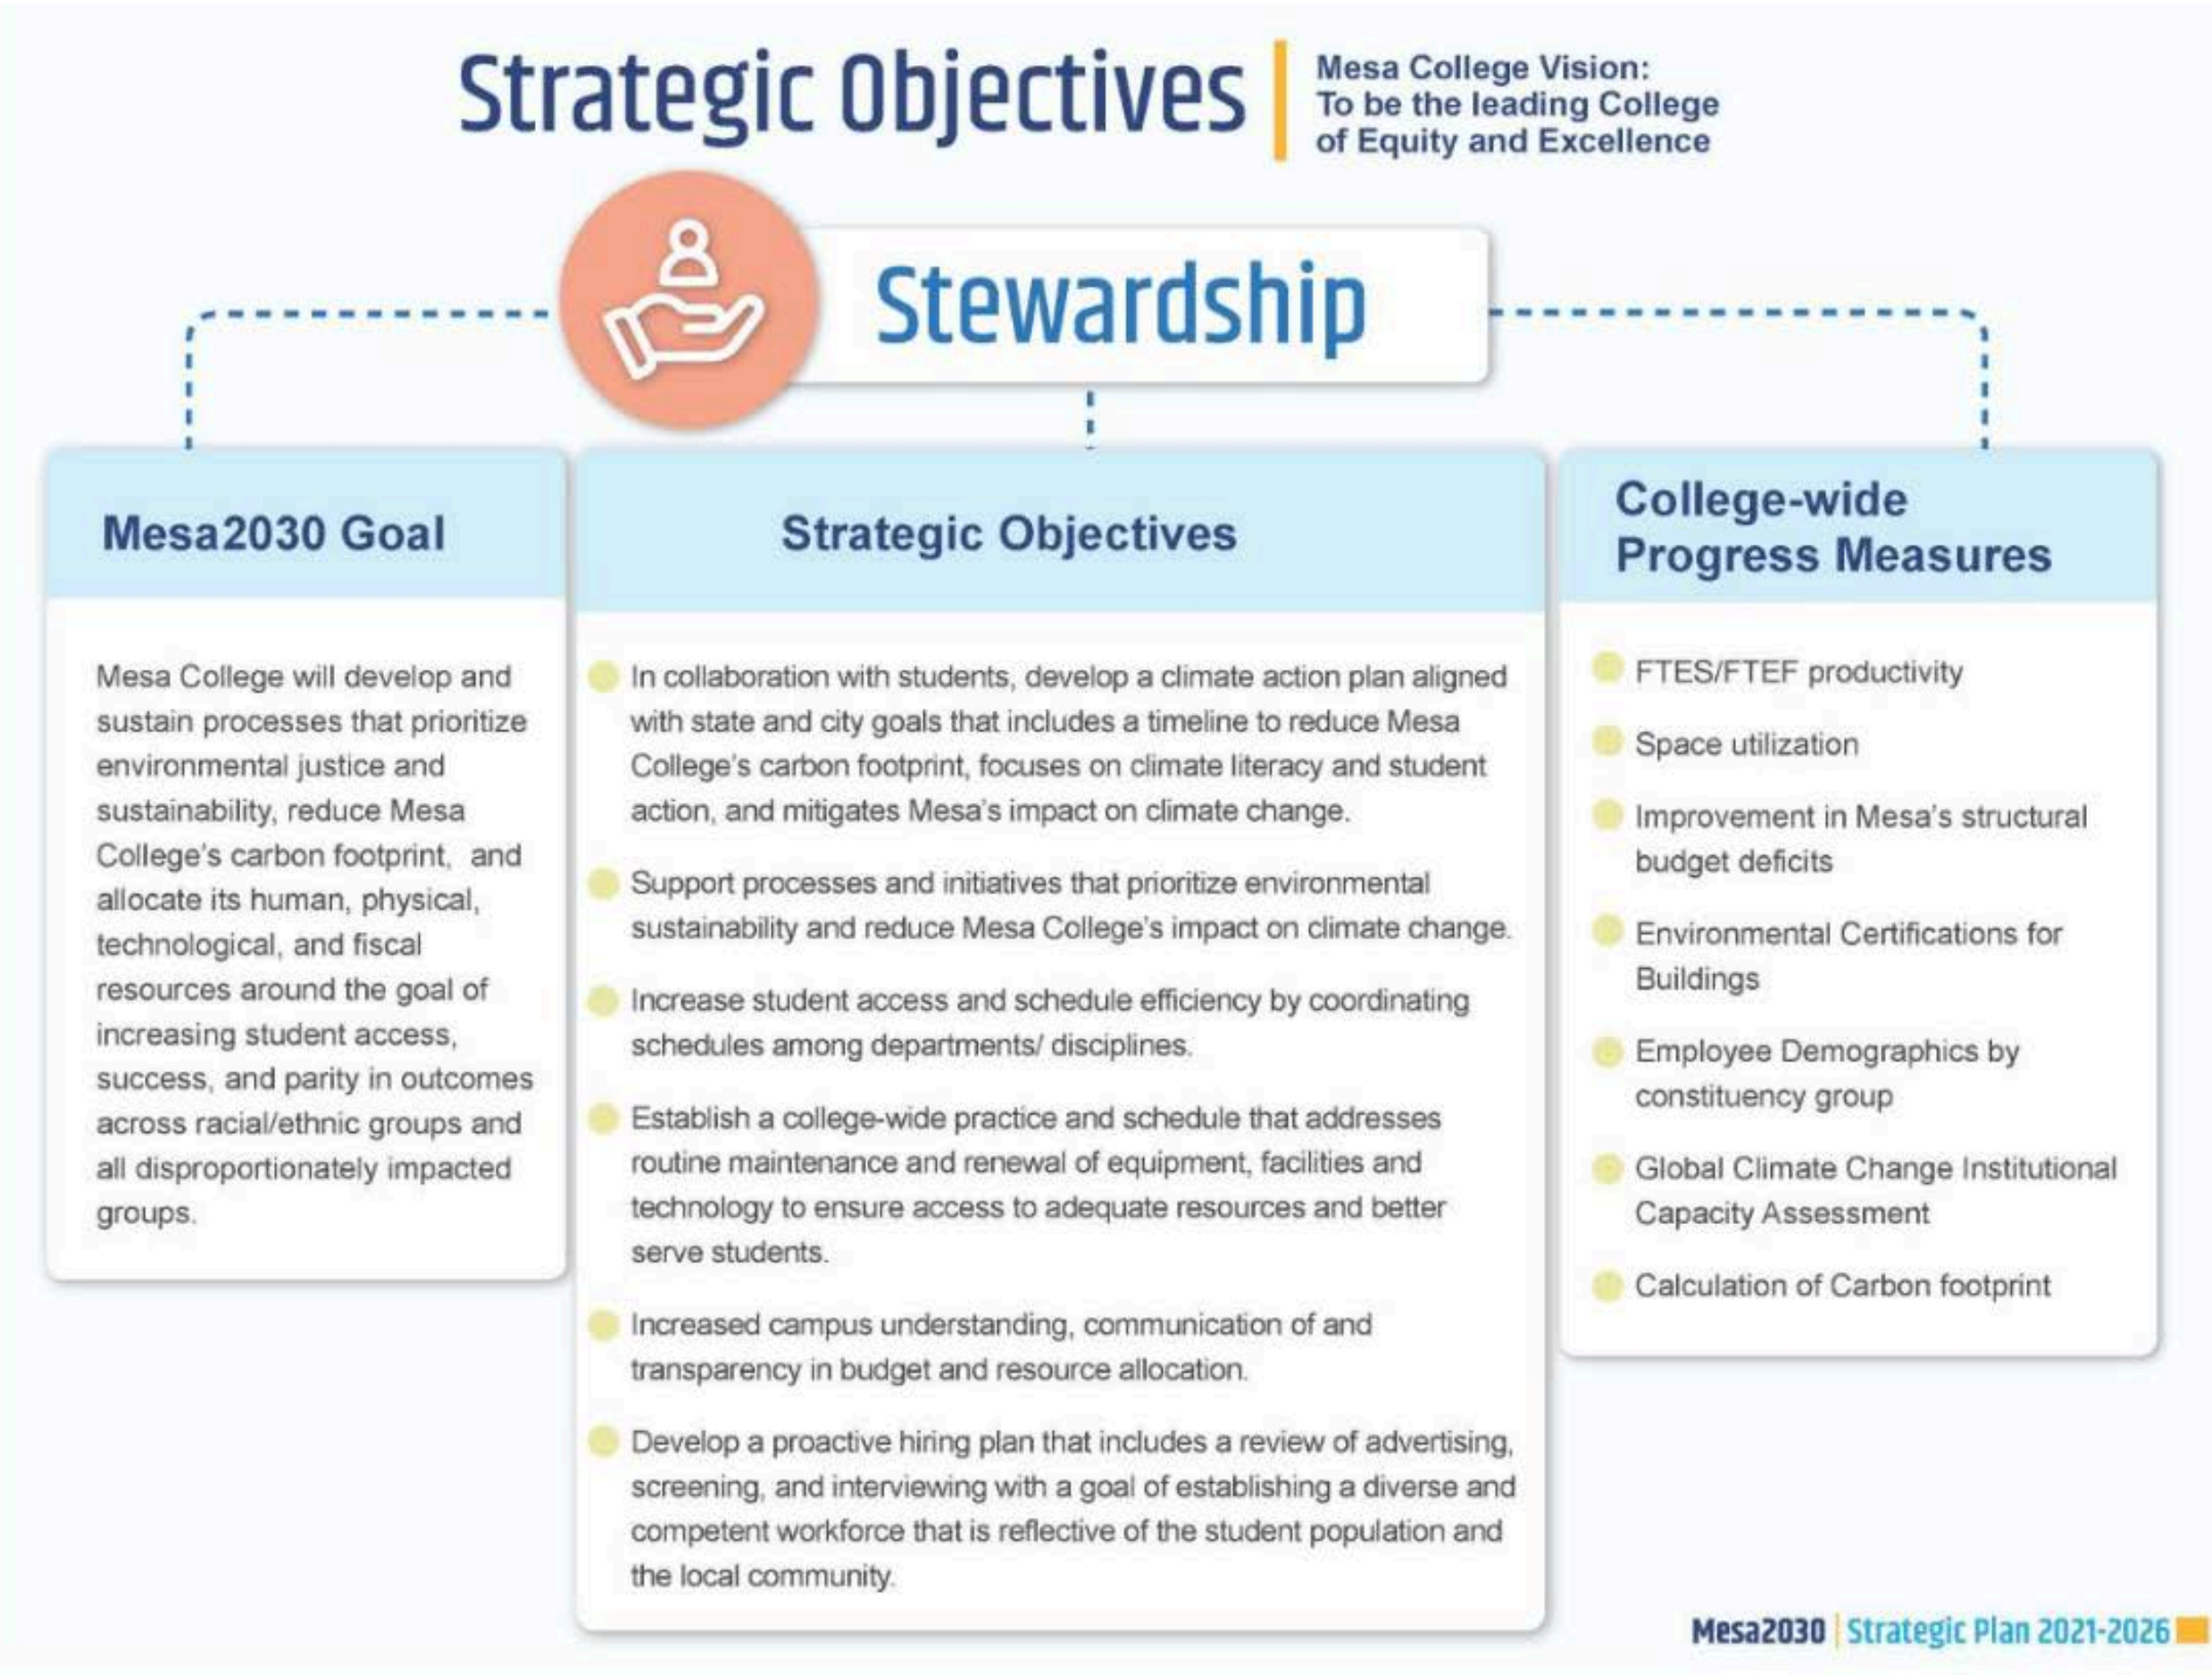 Strategic Objectives
Mesa College Vision:
To be the leading College
of Equity and Excellence
Stewardship
Mesa2030 Goal
Mesa College will develop and
sustain processes that prioritize
environmental justice and
sustainability, reduce Mesa
College's carbon footprint, and
allocate its human, physical,
technological, and fiscal
resources around the goal of
increasing student access,
success, and parity in outcomes
across racial/ethnic groups and
all disproportionately impacted
groups.
Strategic Objectives
In collaboration with students, develop a climate action plan aligned
with state and city goals that includes a timeline to reduce Mesa
College's carbon footprint, focuses on climate literacy and student
action, and mitigates Mesa's impact on climate change.
Support processes and initiatives that prioritize environmental
sustainability and reduce Mesa College's impact on climate change.
Increase student access and schedule efficiency by coordinating
schedules among departments/ disciplines.
Establish a college-wide practice and schedule that addresses
routine maintenance and renewal of equipment, facilities and
technology to ensure access to adequate resources and better
serve students.
Increased campus understanding, communication of and
transparency in budget and resource allocation.
Develop a proactive hiring plan that includes a review of advertising,
screening, and interviewing with a goal of establishing a diverse and
competent workforce that is reflective of the student population and
the local community.
College-wide
Progress Measures
FTES/FTEF productivity
Space utilization
Improvement in Mesa's structural
budget deficits
Environmental Certifications for
Buildings
Employee Demographics by
constituency group
Global Climate Change Institutional
Capacity Assessment
Calculation of Carbon footprint
Mesa2030 | Strategic Plan 2021-2026